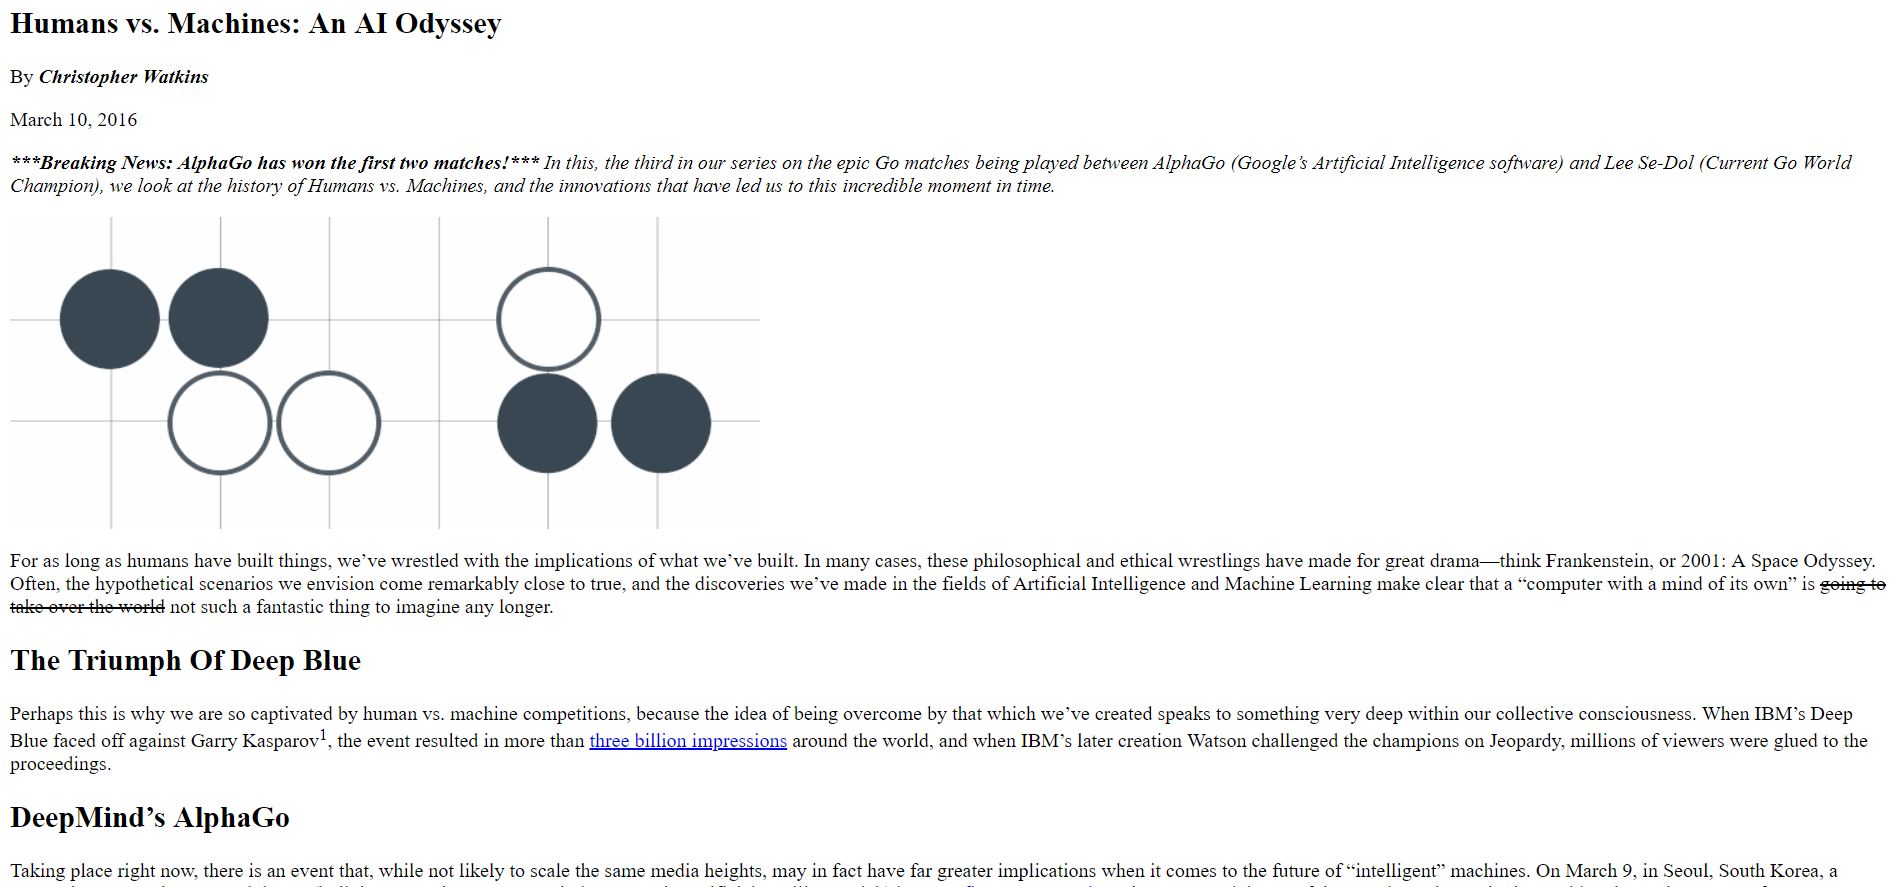 Humans vs. Machines: An AI Odyssey
By Christopher Watkins
March 10, 2016
***Breaking News: AlphaGo has won the first two matches!*** In this, the third in our series on the epic Go matches being played between AlphaGo (Google’s Artificial Intelligence software) and Lee Se-Dol (Current Go World
Champion), we look at the history of Humans vs. Machines, and the innovations that have led us to this incredible moment in time.
For as long as humans have built things, we’ve wrestled with the implications of what we’ve built. In many cases, these philosophical and ethical wrestlings have made for great drama—think Frankenstein, or 2001: A Space Odyssey.
Often, the hypothetical scenarios we envision come remarkably close to true, and the discoveries we’ve made in the fields of Artificial Intelligence and Machine Learning make clear that a “computer with a mind of its own” is going to
take over the world not such a fantastic thing to imagine any longer.
The Triumph Of Deep Blue
Perhaps this is why we are so captivated by human vs. machine competitions, because the idea of being overcome by that which we’ve created speaks to something very deep within our collective consciousness. When IBM’s Deep
Blue faced off against Garry Kasparov1, the event resulted in more than three billion impressions around the world, and when IBM’s later creation Watson challenged the champions on Jeopardy, millions of viewers were glued to the
proceedings.
DeepMind’s AlphaGo
Taking place right now, there is an event that, while not likely to scale the same media heights, may in fact have far greater implications when it comes to the future of “intelligent” machines. On March 9, in Seoul, South Korea, a